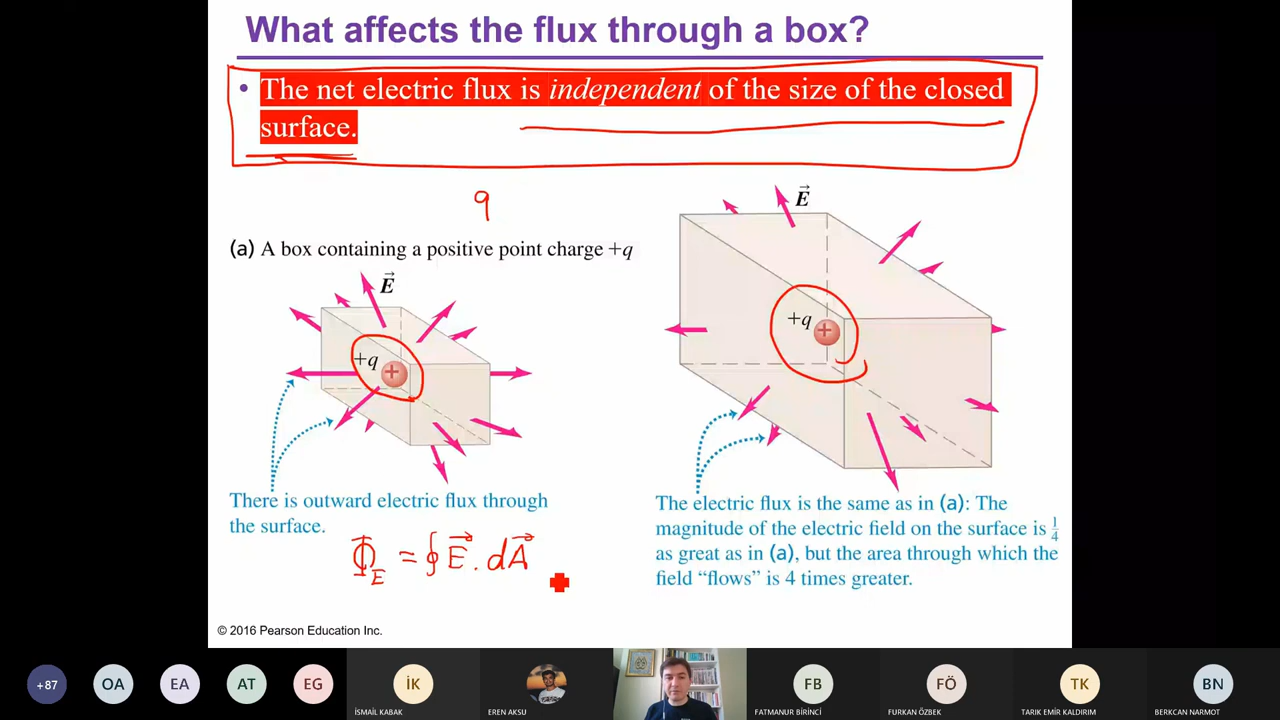 What affects the flux through a box?
• The net electric flux is independent of the size of the closed
surface.
q
(a) A box containing a positive point charge +q
E⃗
+q
+
There is outward electric flux through
the surface.
Φ_E = ∮ E⃗ . dA⃗
E⃗
+q
+
The electric flux is the same as in (a): The
magnitude of the electric field on the surface is 1/4
as great as in (a), but the area through which the
field “flows” is 4 times greater.
© 2016 Pearson Education Inc.
+87
OA
EA
AT
EG
İK
İSMAİL KABAK
EREN AKSU
FB
FATMANUR BİRİNCİ
FÖ
FURKAN ÖZBEK
TK
TARIK EMİR KALDIRIM
BN
BERKCAN NARMOT